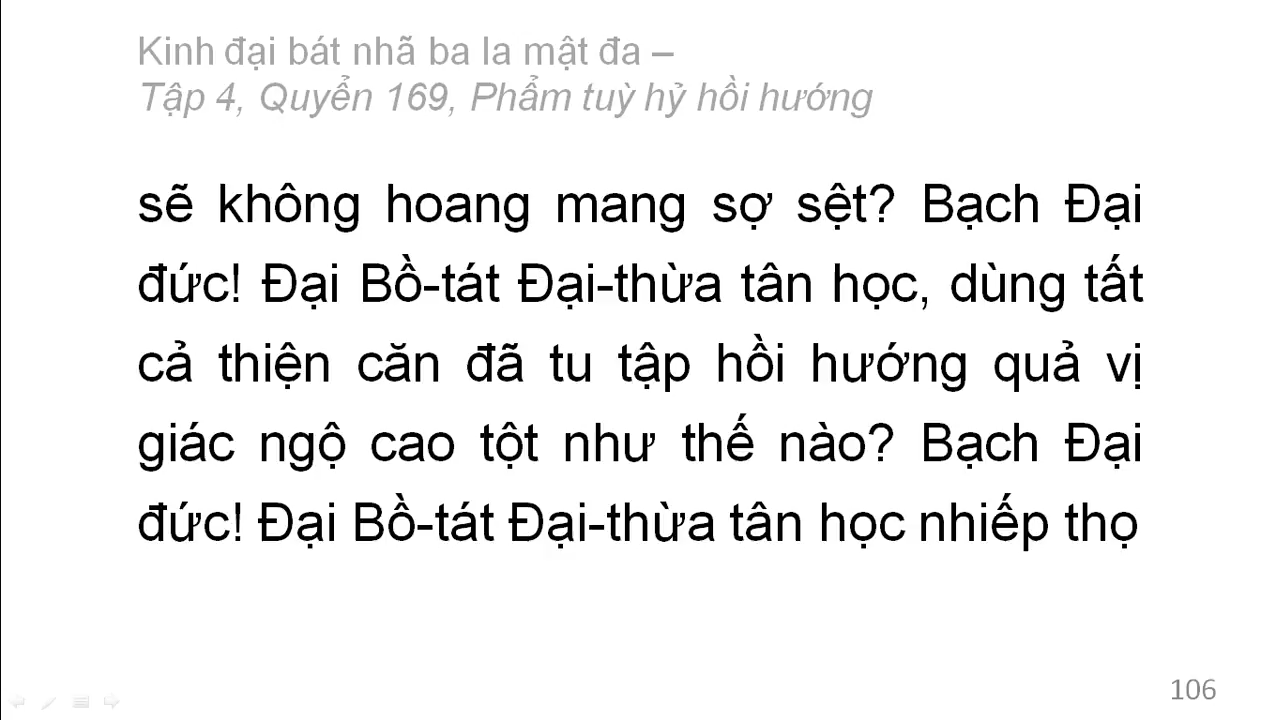 Kinh đại bát nhã ba la mật đa –
Tập 4, Quyển 169, Phẩm tuỳ hỷ hồi hướng
sẽ không hoang mang sợ sệt? Bạch Đại
đức! Đại Bồ-tát Đại-thừa tân học, dùng tất
cả thiện căn đã tu tập hồi hướng quả vị
giác ngộ cao tột như thế nào? Bạch Đại
đức! Đại Bồ-tát Đại-thừa tân học nhiếp thọ
106